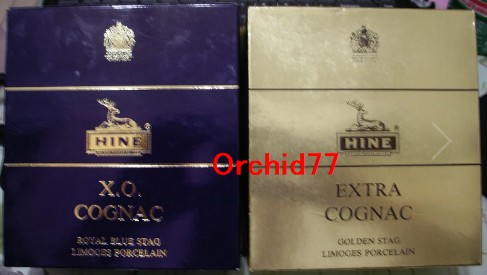 HINE
X.O.
COGNAC
ROYAL BLUE STAG
LIMOGES PORCELAIN
HINE
EXTRA
COGNAC
GOLDEN STAG
LIMOGES PORCELAIN
Orchid77